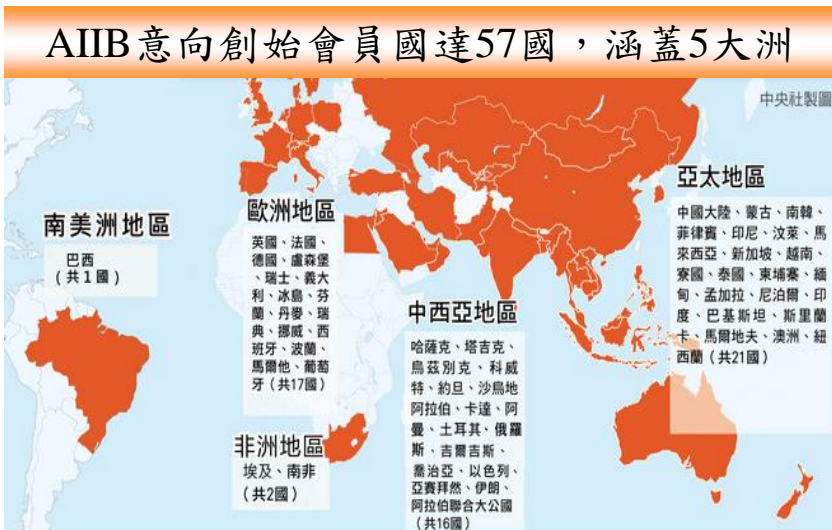 AIIB意向創始會員國達57國，涵蓋5大洲
中央社製圖
南美洲地區
巴西
（共1國）
歐洲地區
英國、法國、
德國、盧森堡
、瑞士、義大
利、冰島、芬
蘭、丹麥、瑞
典、挪威、西
班牙、波蘭、
馬爾他、葡萄
牙（共17國）
非洲地區
埃及、南非
（共2國）
中西亞地區
哈薩克、塔吉克、
烏茲別克、科威
特、約旦、沙烏地
阿拉伯、卡達、阿
曼、土耳其、俄羅
斯、吉爾吉斯、
喬治亞、以色列、
亞賽拜然、伊朗、
阿拉伯聯合大公國
（共16國）
亞太地區
中國大陸、蒙古、南韓、
菲律賓、印尼、汶萊、馬
來西亞、新加坡、越南、
寮國、泰國、柬埔寨、緬
甸、孟加拉、尼泊爾、印
度、巴基斯坦、斯里蘭
卡、馬爾地夫、澳洲、紐
西蘭（共21國）